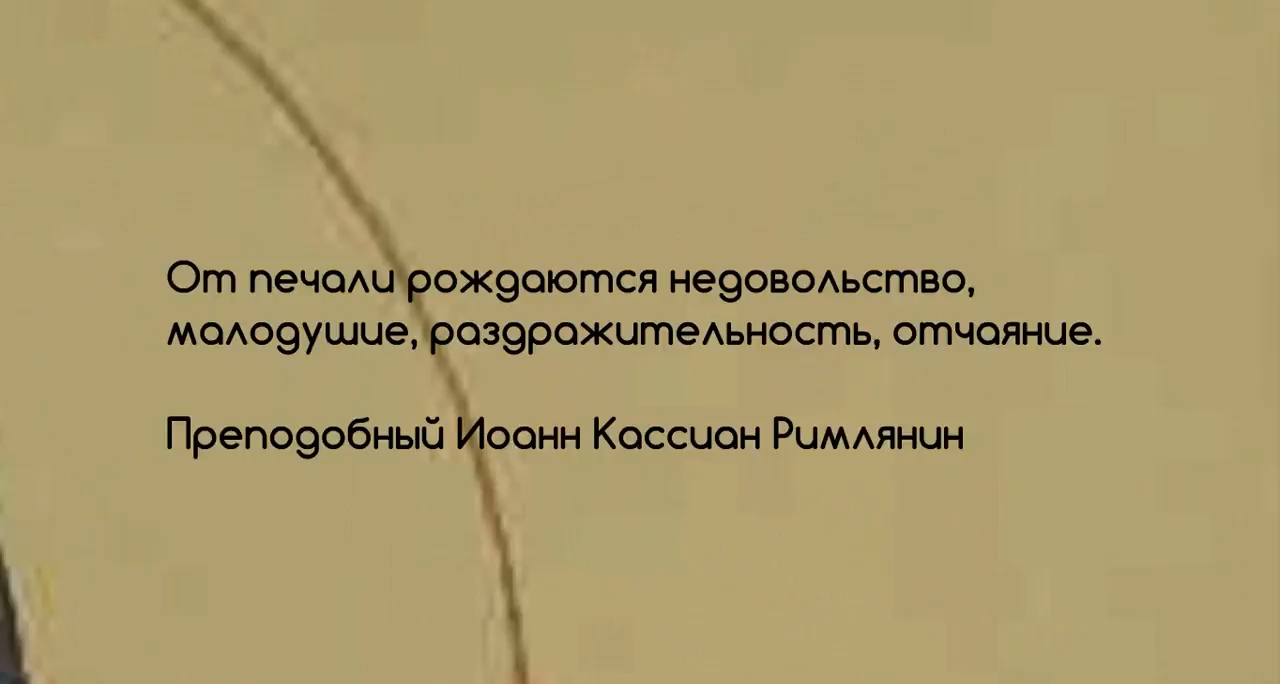 От печали рождаются недовольство,
малодушие, раздражительность, отчаяние.
Преподобный Иоанн Кассиан Римлянин